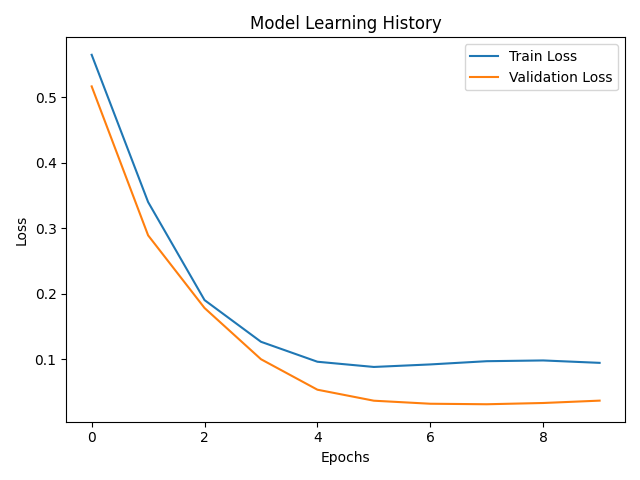 Model Learning History
Train Loss
Validation Loss
Loss
0.5
0.4
0.3
0.2
0.1
0 2 4 6 8
Epochs